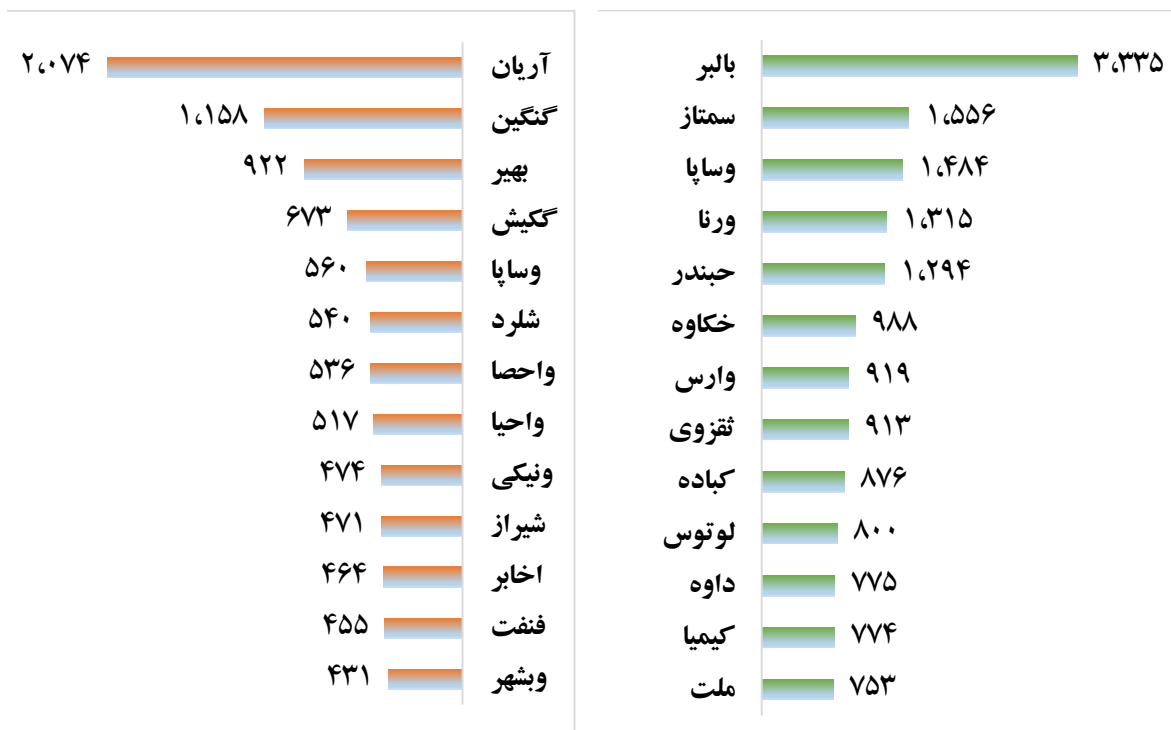 بالبر ۳،۳۳۵
سمتاز ۱،۵۵۶
وساپا ۱،۴۸۴
ورنا ۱،۳۱۵
حبندر ۱،۲۹۴
خکاوه ۹۸۸
وارس ۹۱۹
ثقزوی ۹۱۳
کباده ۸۷۶
لوتوس ۸۰۰
داوه ۷۷۵
کیمیا ۷۷۴
ملت ۷۵۳
آریان ۲،۰۷۴
گنگین ۱،۱۵۸
بهیر ۹۲۲
گکیش ۶۷۳
وساپا ۵۶۰
شلرد ۵۴۰
واحصا ۵۳۶
واحیا ۵۱۷
ونیکی ۴۷۴
شیراز ۴۷۱
اخابر ۴۶۴
فنفت ۴۵۵
وبشهر ۴۳۱